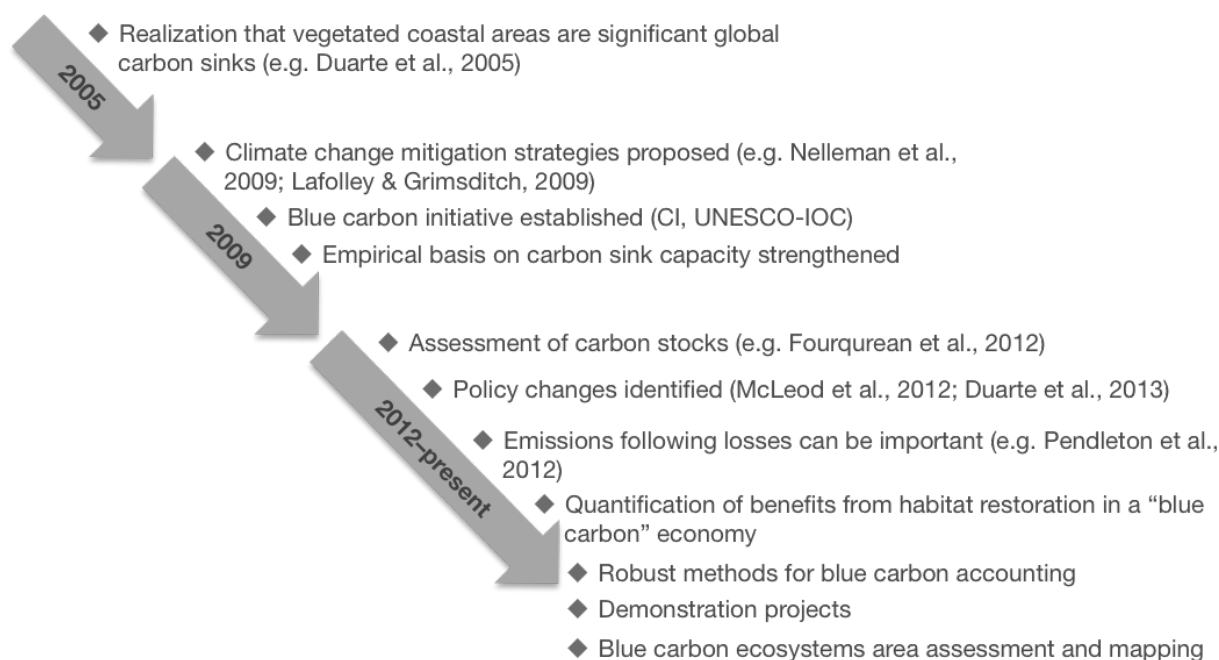 ◆ Realization that vegetated coastal areas are significant global
carbon sinks (e.g. Duarte et al., 2005)
2005
◆ Climate change mitigation strategies proposed (e.g. Nelleman et al.,
2009; Lafolley & Grimsditch, 2009)
◆ Blue carbon initiative established (CI, UNESCO-IOC)
2009
◆ Empirical basis on carbon sink capacity strengthened
◆ Assessment of carbon stocks (e.g. Fourqurean et al., 2012)
◆ Policy changes identified (McLeod et al., 2012; Duarte et al., 2013)
2012–present
◆ Emissions following losses can be important (e.g. Pendleton et al.,
2012)
◆ Quantification of benefits from habitat restoration in a “blue
carbon” economy
◆ Robust methods for blue carbon accounting
◆ Demonstration projects
◆ Blue carbon ecosystems area assessment and mapping